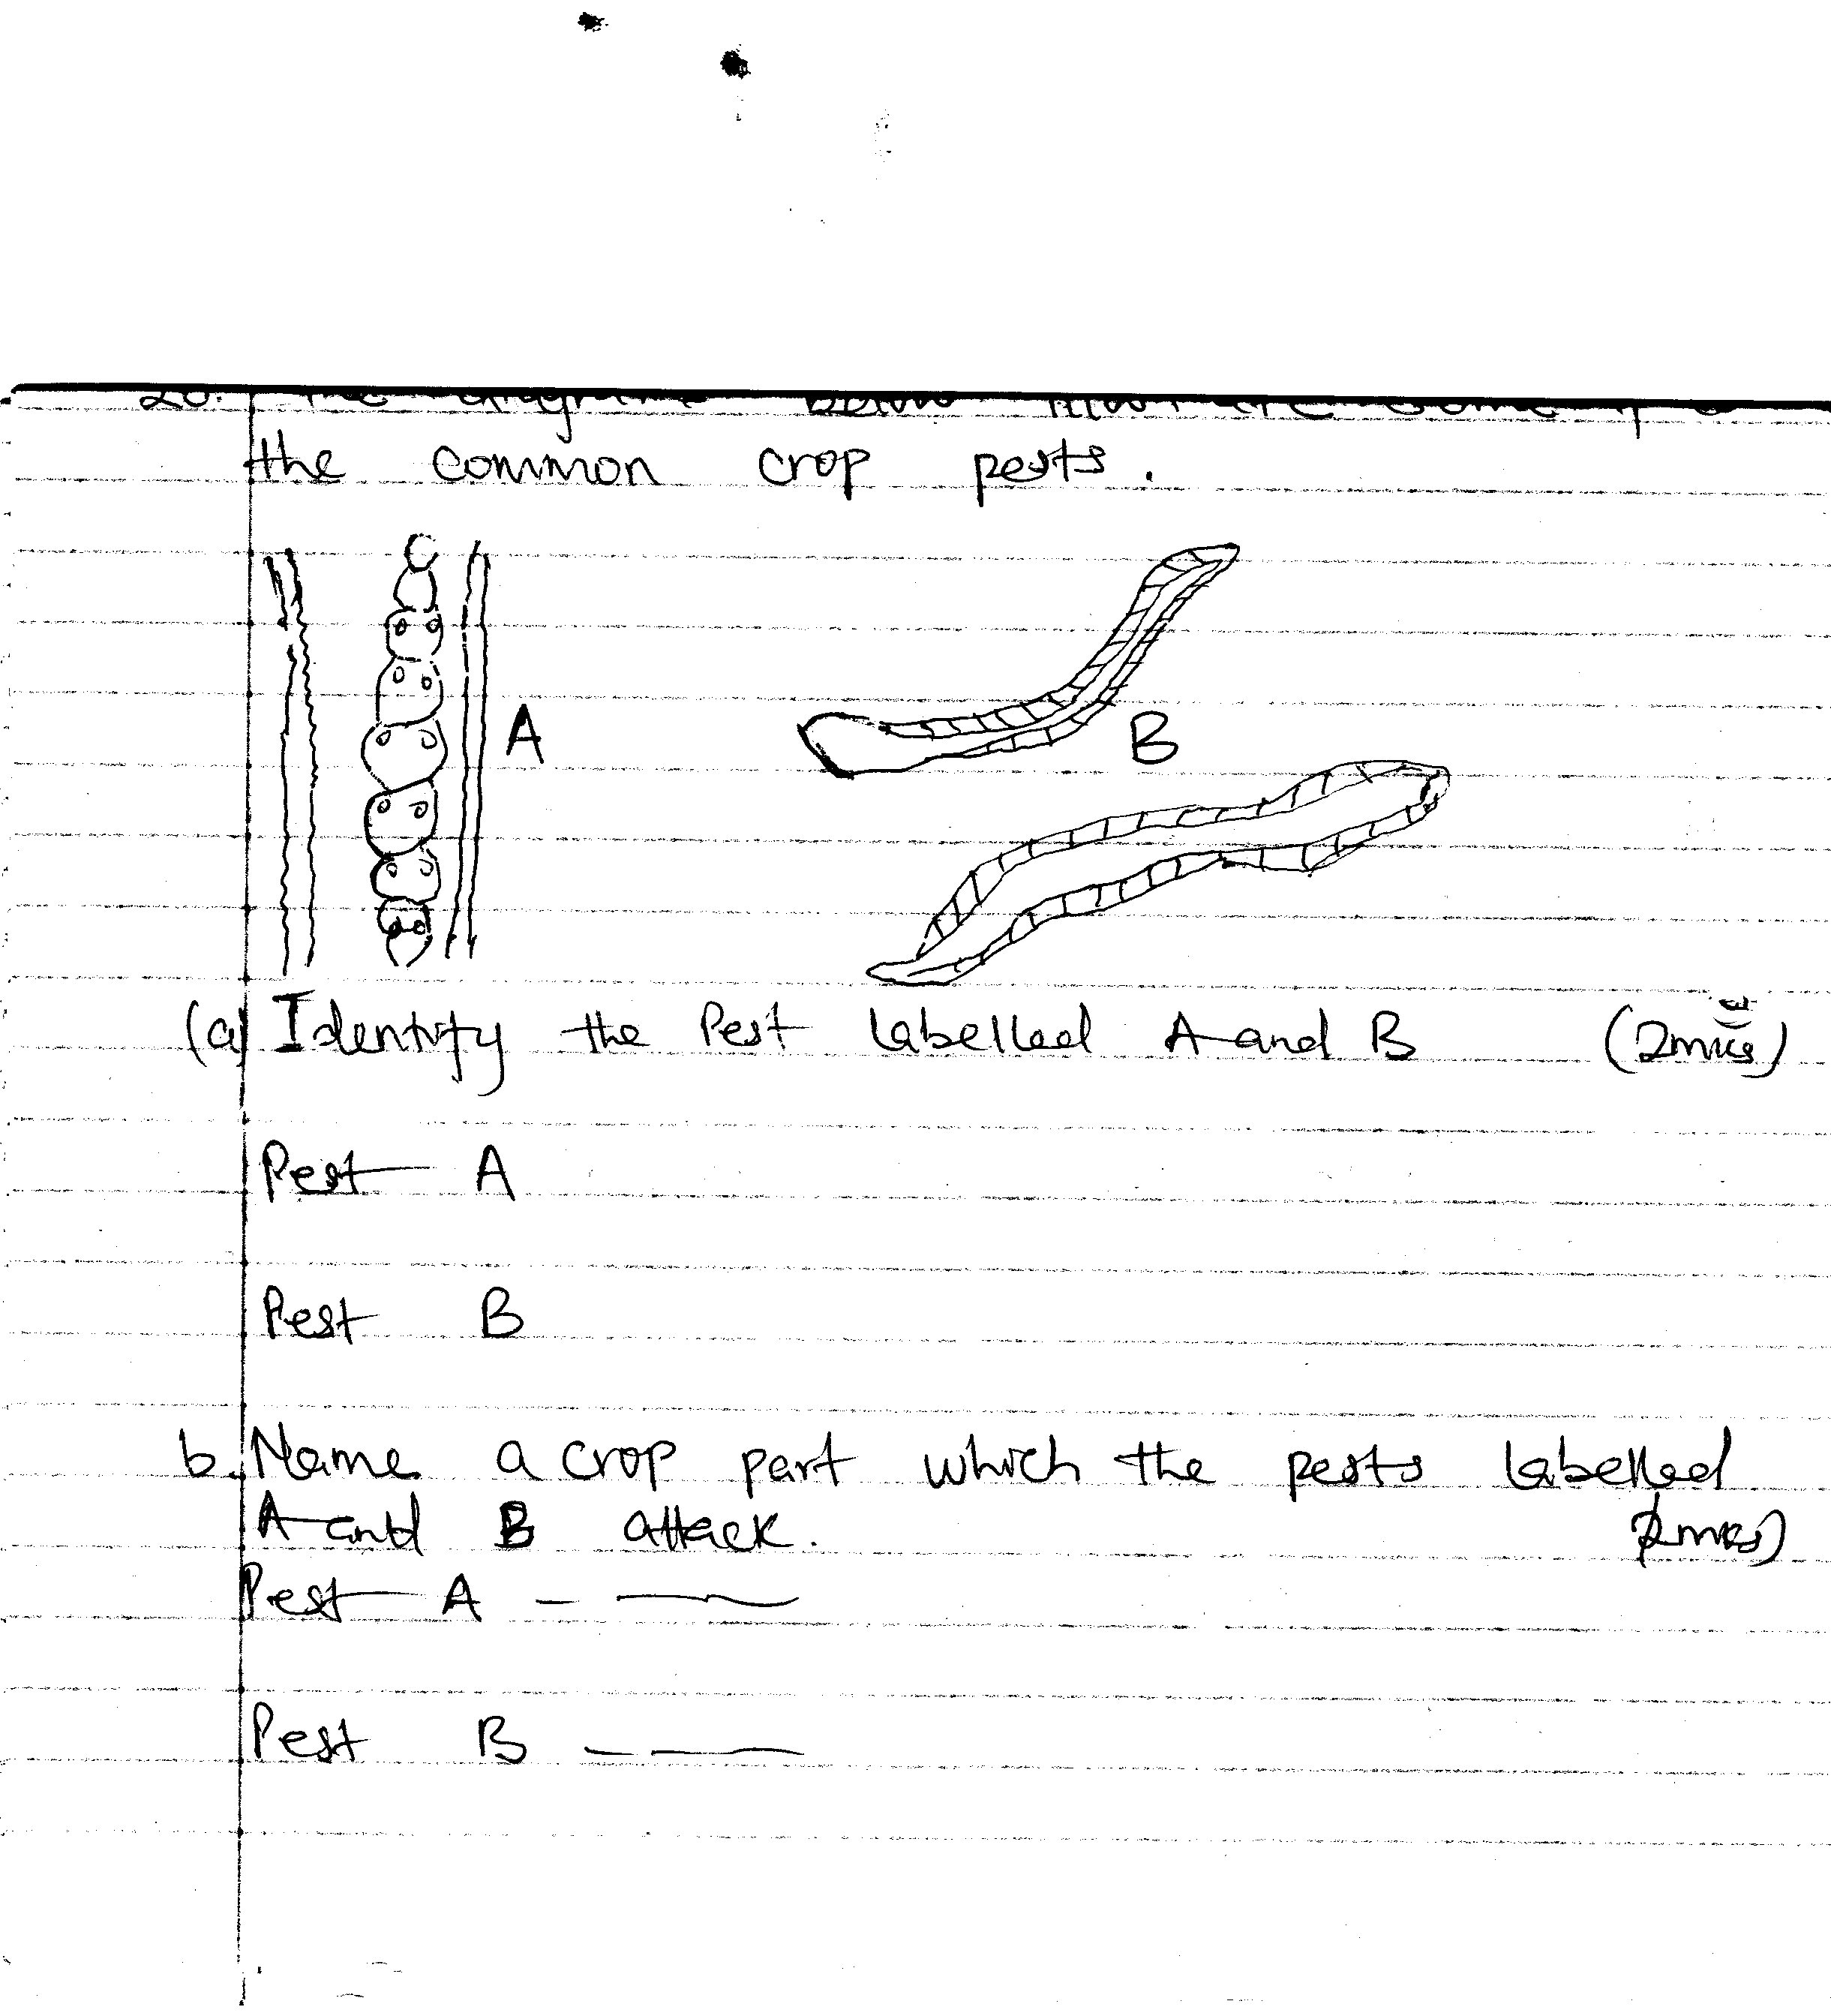 the common crop pests.
A
B
(a) Identify the Pest labelled A and B (2mks)
Pest A
Pest B
b. Name a crop part which the pests labelled
A and B attack. (2mks)
Pest A - —
Pest B - —